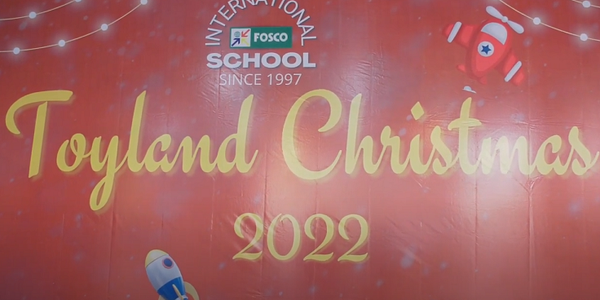 INTERNATIONAL
FOSCO
SCHOOL
SINCE 1997
Toyland Christmas
2022